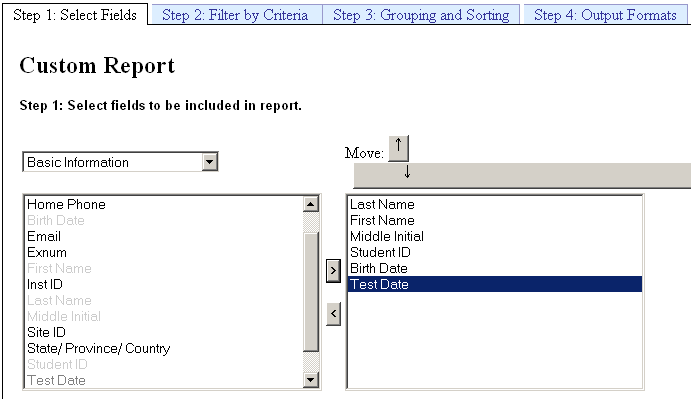 Step 1: Select Fields
Step 2: Filter by Criteria
Step 3: Grouping and Sorting
Step 4: Output Formats
Custom Report
Step 1: Select fields to be included in report.
Basic Information
Move: ↑
↓
Home Phone
Birth Date
Email
Exnum
First Name
Inst ID
Last Name
Middle Initial
Site ID
State/ Province/ Country
Student ID
Test Date
>
<
Last Name
First Name
Middle Initial
Student ID
Birth Date
Test Date